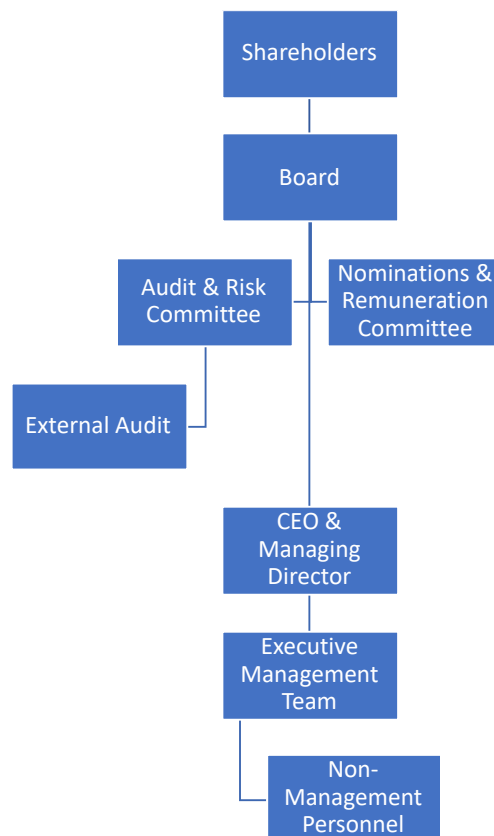 Shareholders
Board
Audit & Risk
Committee
Nominations &
Remuneration
Committee
External Audit
CEO &
Managing
Director
Executive
Management
Team
Non-
Management
Personnel